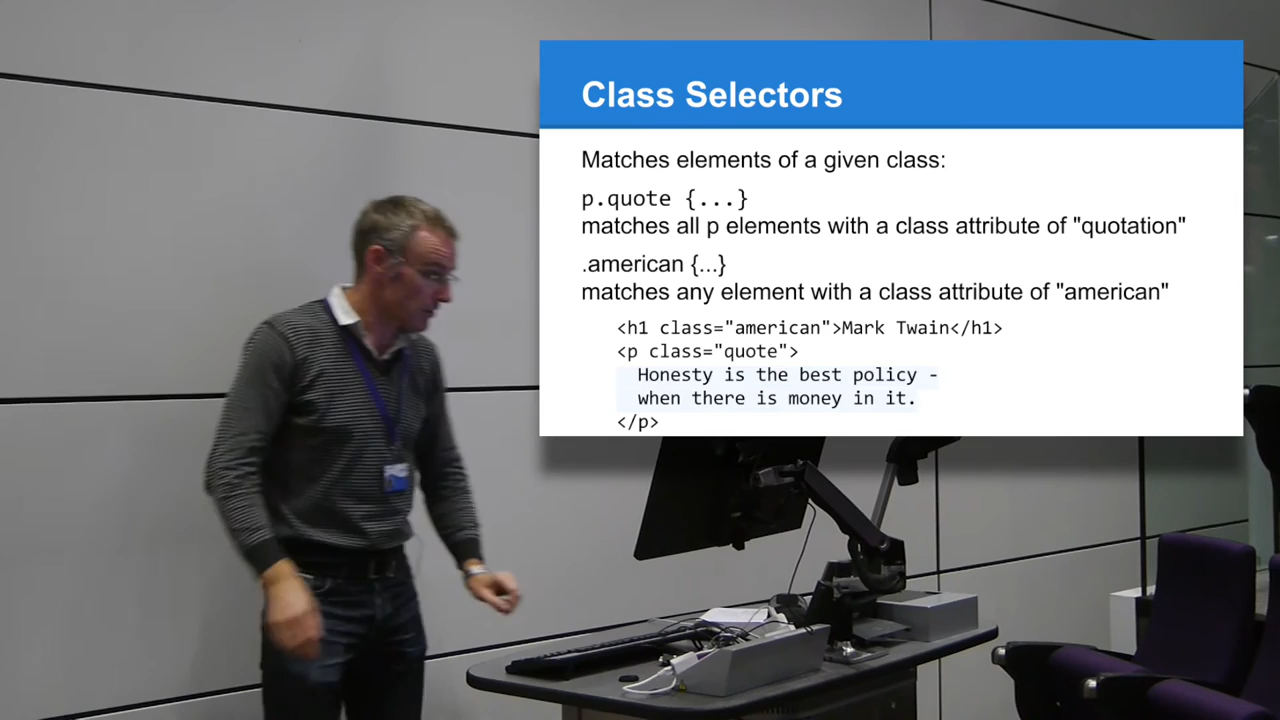 Class Selectors
Matches elements of a given class:
p.quote {...}
matches all p elements with a class attribute of "quotation"
.american {...}
matches any element with a class attribute of "american"
<h1 class="american">Mark Twain</h1>
<p class="quote">
Honesty is the best policy -
when there is money in it.
</p>